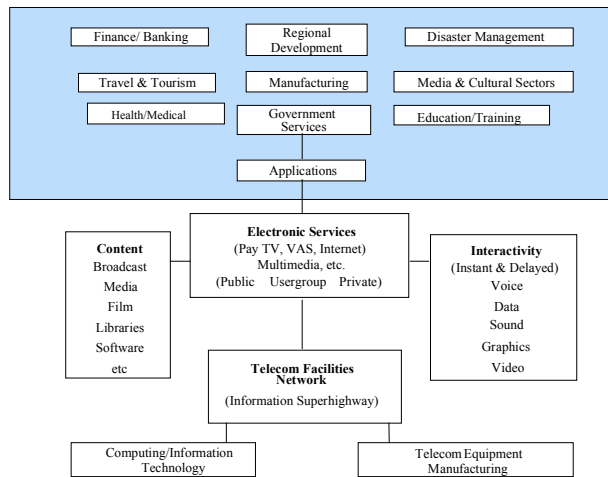 Finance/ Banking
Regional
Development
Disaster Management
Travel & Tourism
Manufacturing
Media & Cultural Sectors
Health/Medical
Government
Services
Education/Training
Applications
Electronic Services
(Pay TV, VAS, Internet)
Multimedia, etc.
(Public Usergroup Private)
Content
Broadcast
Media
Film
Libraries
Software
etc
Interactivity
(Instant & Delayed)
Voice
Data
Sound
Graphics
Video
Telecom Facilities
Network
(Information Superhighway)
Computing/Information
Technology
Telecom Equipment
Manufacturing